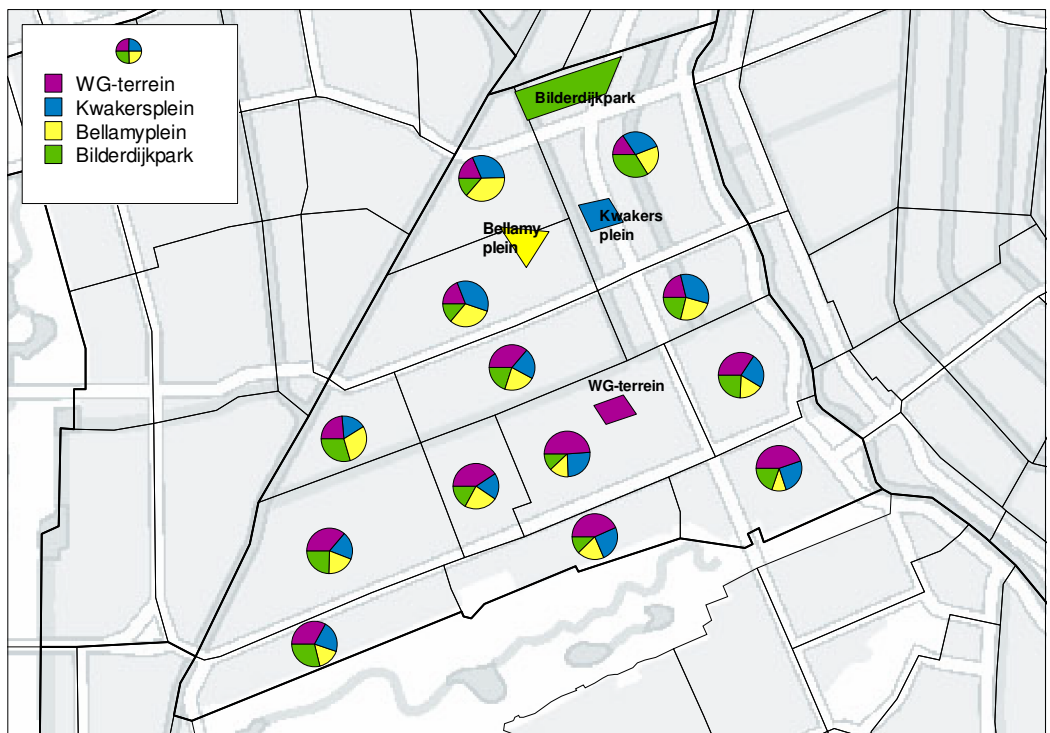 WG-terrein
Kwakersplein
Bellamyplein
Bilderdijkpark
Bilderdijkpark
Kwakers
plein
Bellamy
plein
WG-terrein